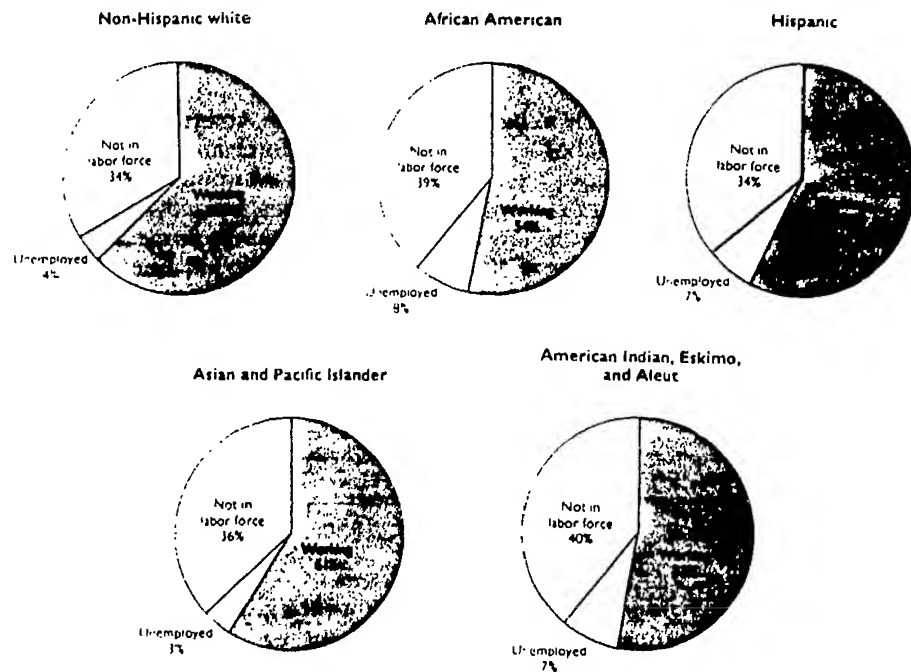 Non-Hispanic white
Not in
labor force
34%
Working
Unemployed
4%
African American
Not in
labor force
39%
Working
Unemployed
8%
Hispanic
Not in
labor force
34%
Unemployed
7%
Asian and Pacific Islander
Not in
labor force
36%
Working
Unemployed
3%
American Indian, Eskimo,
and Aleut
Not in
labor force
40%
Unemployed
7%